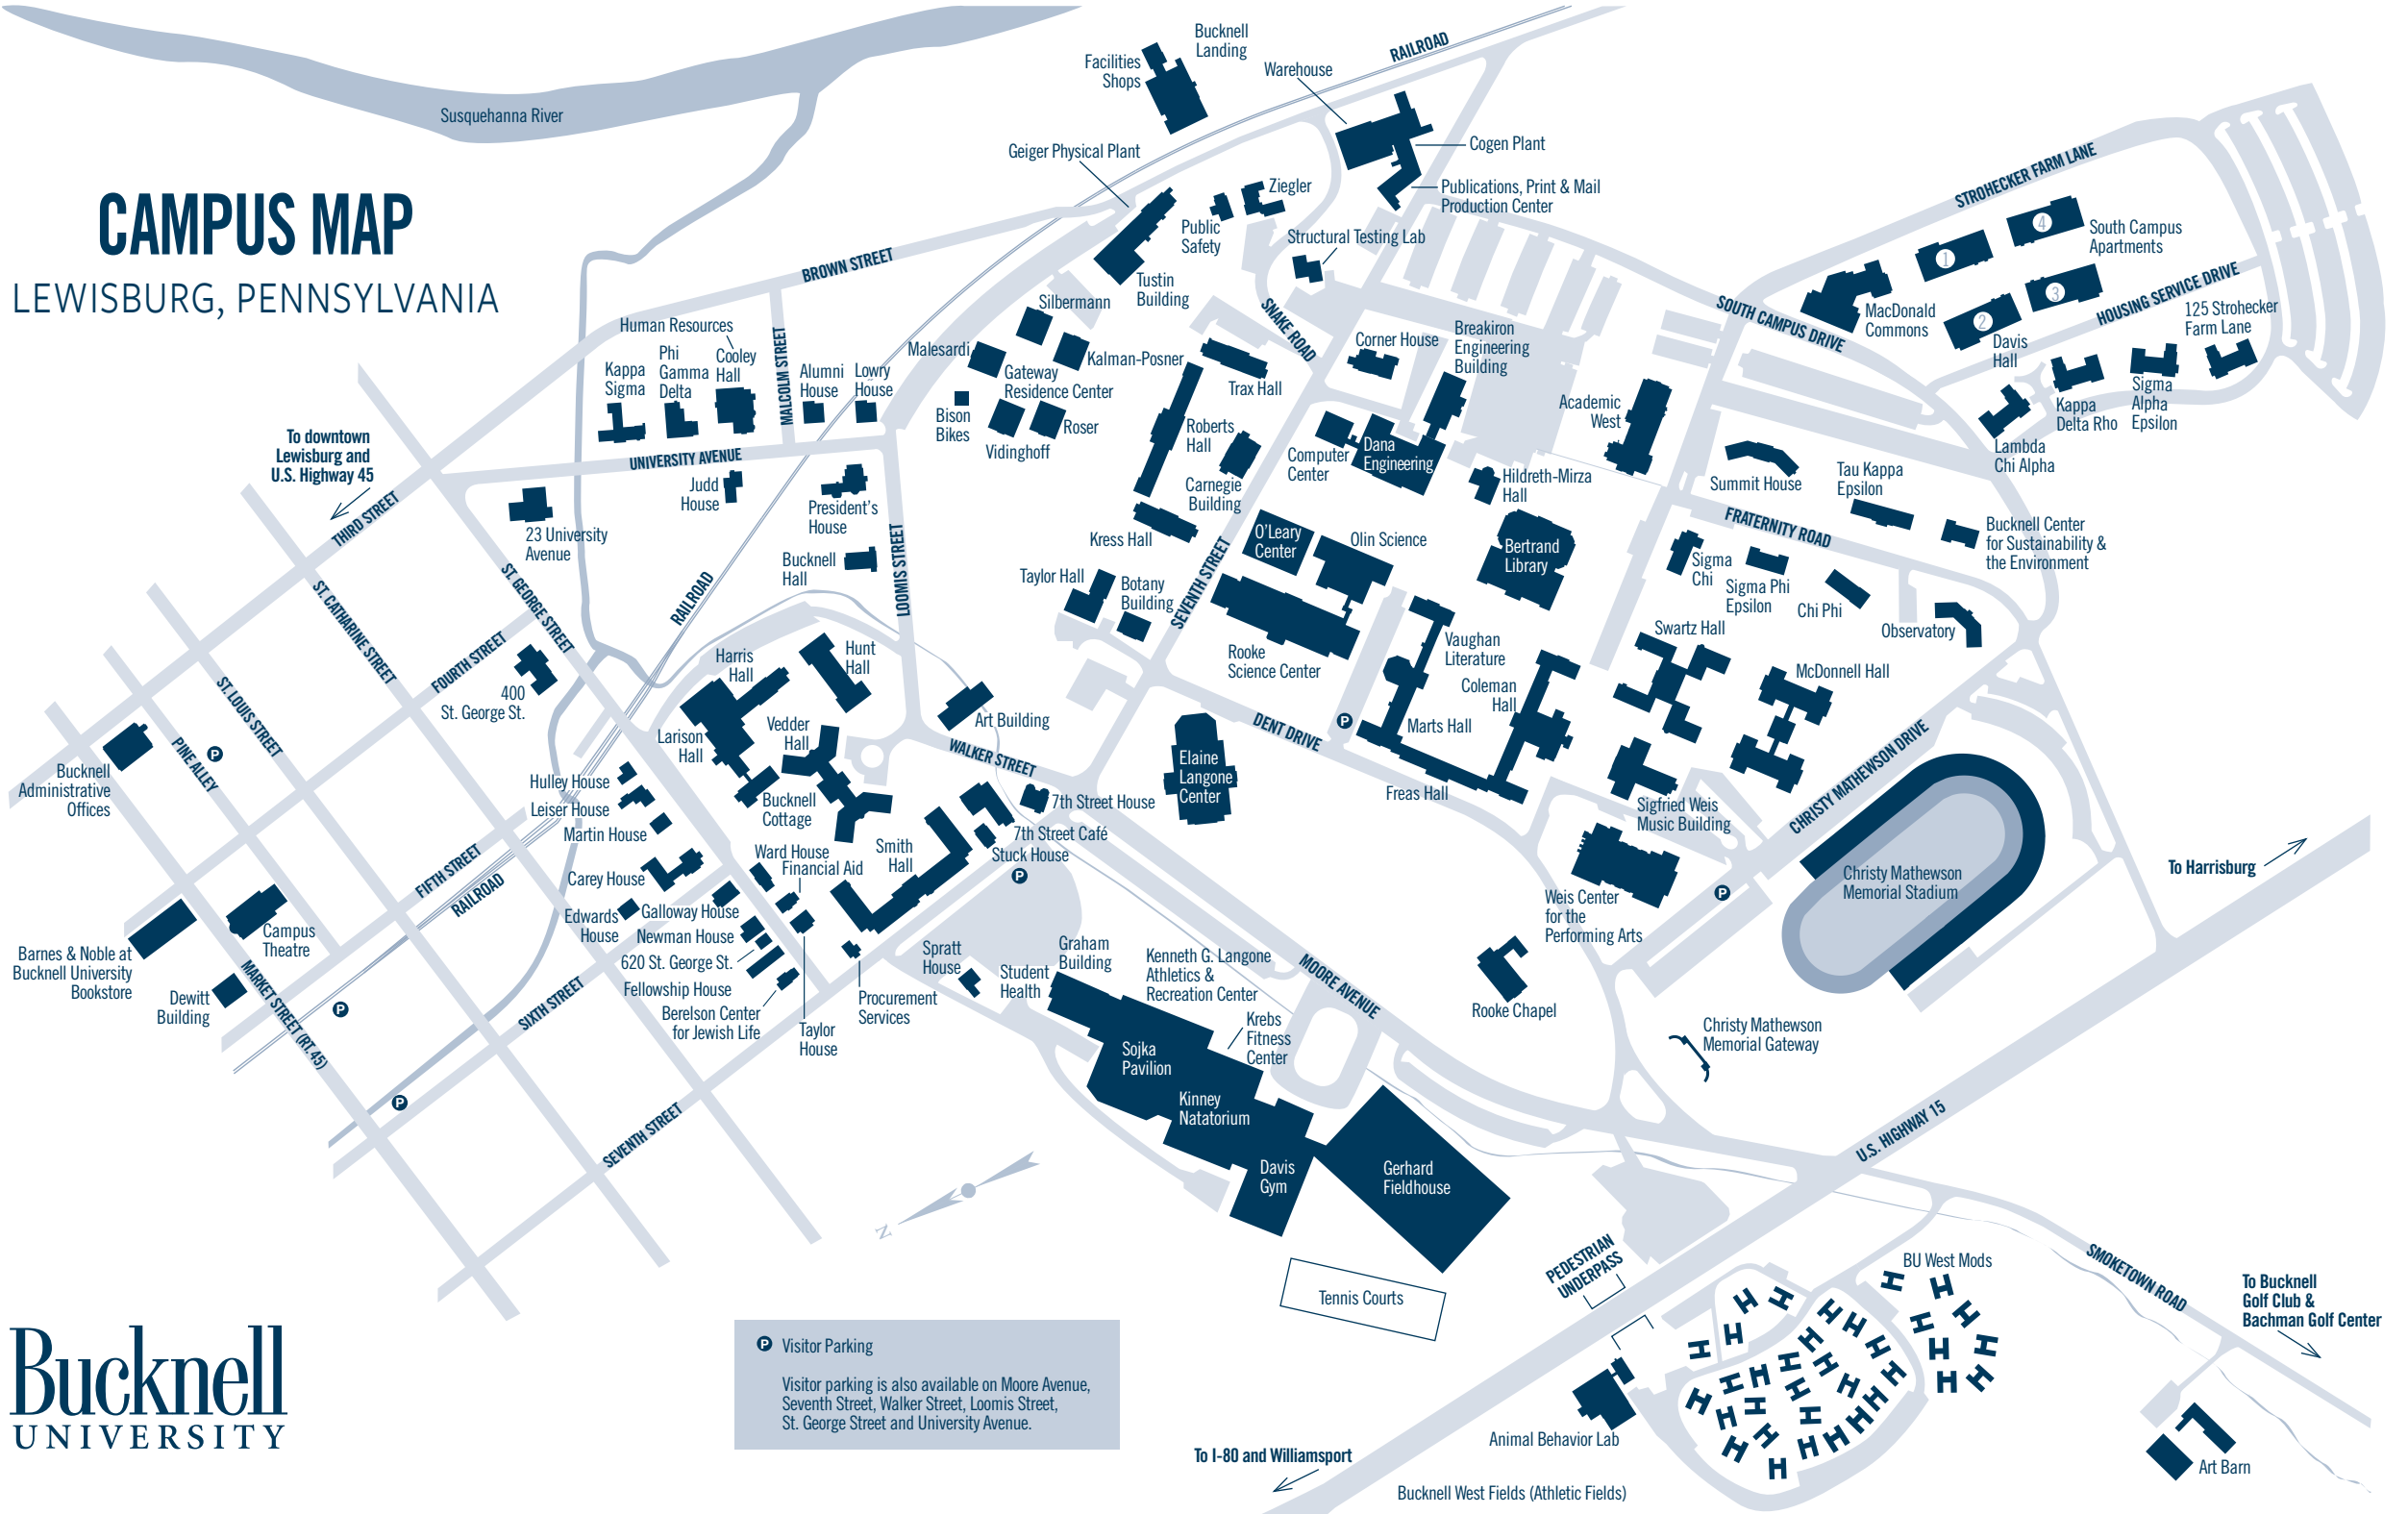 CAMPUS MAP
LEWISBURG, PENNSYLVANIA
Susquehanna River
Bucknell
Landing
Facilities
Shops
Warehouse
RAILROAD
Geiger Physical Plant
Cogen Plant
Publications, Print & Mail
Production Center
Ziegler
Public
Safety
Structural Testing Lab
Tustin
Building
STROHECKER FARM LANE
4
1
3
2
South Campus
Apartments
MacDonald
Commons
HOUSING SERVICE DRIVE
125 Strohecker
Farm Lane
Davis
Hall
SOUTH CAMPUS DRIVE
BROWN STREET
Silbermann
Malesardi
Kalman-Posner
Gateway
Residence Center
Bison
Bikes
Vidinghoff
Roser
SNAKE ROAD
Trax Hall
Corner House
Breakiron
Engineering
Building
Academic
West
Kappa
Delta Rho
Sigma
Alpha
Epsilon
Lambda
Chi Alpha
Human Resources
Kappa
Sigma
Phi
Gamma
Delta
Cooley
Hall
MALCOLM STREET
Alumni
House
Lowry
House
To downtown
Lewisburg and
U.S. Highway 45
UNIVERSITY AVENUE
Judd
House
President's
House
Roberts
Hall
Carnegie
Building
Computer
Center
Dana
Engineering
Hildreth-Mirza
Hall
Summit House
Tau Kappa
Epsilon
FRATERNITY ROAD
Bucknell Center
for Sustainability &
the Environment
THIRD STREET
23 University
Avenue
Bucknell
Hall
LOOMIS STREET
Kress Hall
O'Leary
Center
Olin Science
Bertrand
Library
Sigma
Chi
Sigma Phi
Epsilon
Chi Phi
Observatory
ST. CATHARINE STREET
ST. GEORGE STREET
RAILROAD
Taylor Hall
Botany
Building
SEVENTH STREET
Rooke
Science Center
Vaughan
Literature
Swartz Hall
McDonnell Hall
FOURTH STREET
400
St. George St.
Harris
Hall
Hunt
Hall
Larison
Hall
Vedder
Hall
Art Building
WALKER STREET
Coleman
Hall
Marts Hall
P
DENT DRIVE
ST. LOUIS STREET
PINE ALLEY
P
Bucknell
Administrative
Offices
Elaine
Langone
Center
Freas Hall
CHRISTY MATHEWSON DRIVE
Hulley House
Leiser House
Martin House
Bucknell
Cottage
7th Street House
7th Street Café
Stuck House
P
Smith
Hall
Sigfried Weis
Music Building
Ward House
Financial Aid
Carey House
FIFTH STREET
RAILROAD
Edwards
House
Galloway House
Newman House
620 St. George St.
Fellowship House
Berelson Center
for Jewish Life
Taylor
House
Procurement
Services
Weis Center
for the
Performing Arts
P
Christy Mathewson
Memorial Stadium
To Harrisburg
Campus
Theatre
Barnes & Noble at
Bucknell University
Bookstore
Dewitt
Building
MARKET STREET (RT. 45)
P
SIXTH STREET
P
SEVENTH STREET
Spratt
House
Student
Health
Graham
Building
Kenneth G. Langone
Athletics &
Recreation Center
MOORE AVENUE
Krebs
Fitness
Center
Sojka
Pavilion
Kinney
Natatorium
Davis
Gym
Gerhard
Fieldhouse
Rooke Chapel
Christy Mathewson
Memorial Gateway
U.S. HIGHWAY 15
N
Tennis Courts
PEDESTRIAN
UNDERPASS
BU West Mods
SMOKETOWN ROAD
To Bucknell
Golf Club &
Bachman Golf Center
Art Barn
Animal Behavior Lab
To I-80 and Williamsport
Bucknell West Fields (Athletic Fields)
Bucknell
UNIVERSITY
P Visitor Parking
Visitor parking is also available on Moore Avenue,
Seventh Street, Walker Street, Loomis Street,
St. George Street and University Avenue.